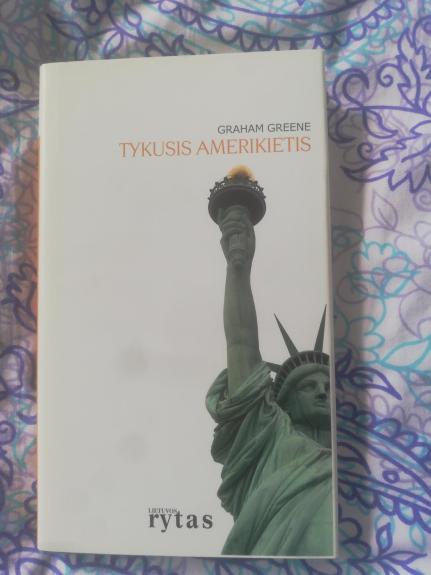 GRAHAM GREENE
TYKUSIS AMERIKIETIS
LIETUVOS
rytas